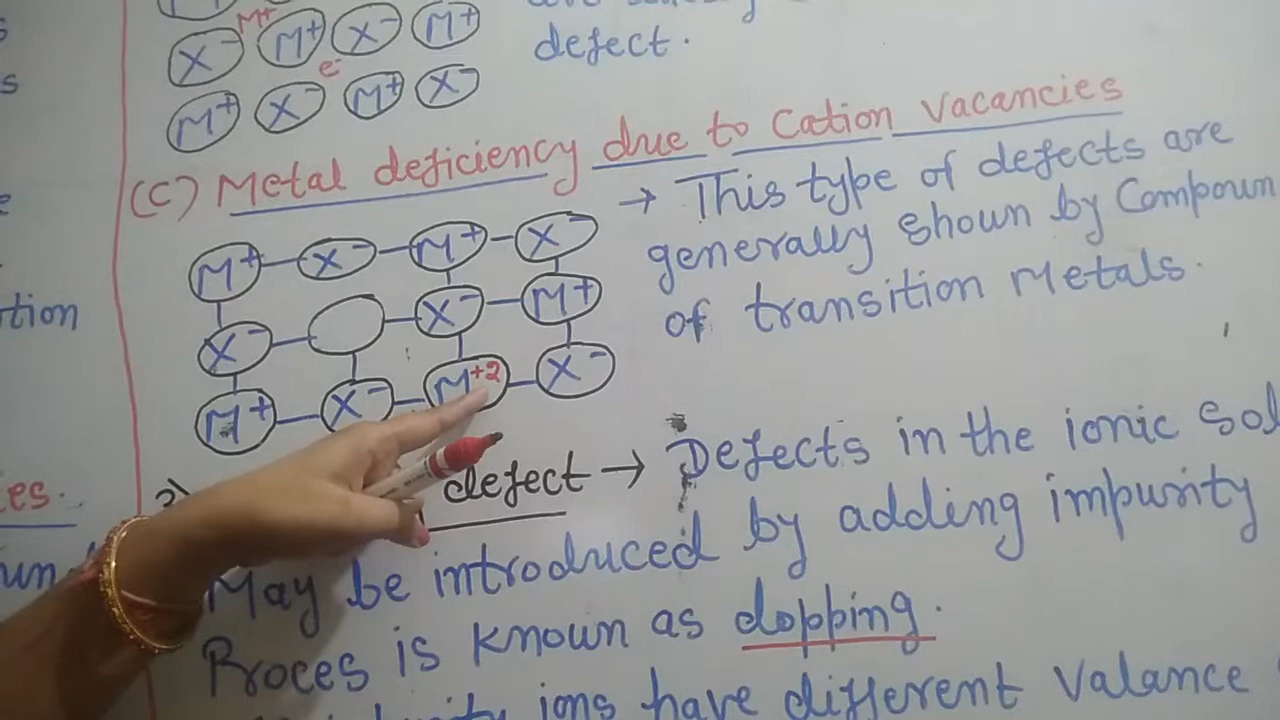 M+
X- M+ X- M+
defect.
e-
M+ X- M+ X-
(C) Metal deficiency due to Cation Vacancies
M+ X- M+ X-
→ This type of defects are
generally shown by Compoun
of transition Metals.
X- X- M+
M+ X- M+2 X-
tion
es.
defect → Defects in the ionic Sol
May be introduced by adding impurity
Proces is known as dopping.
ions have different Valance